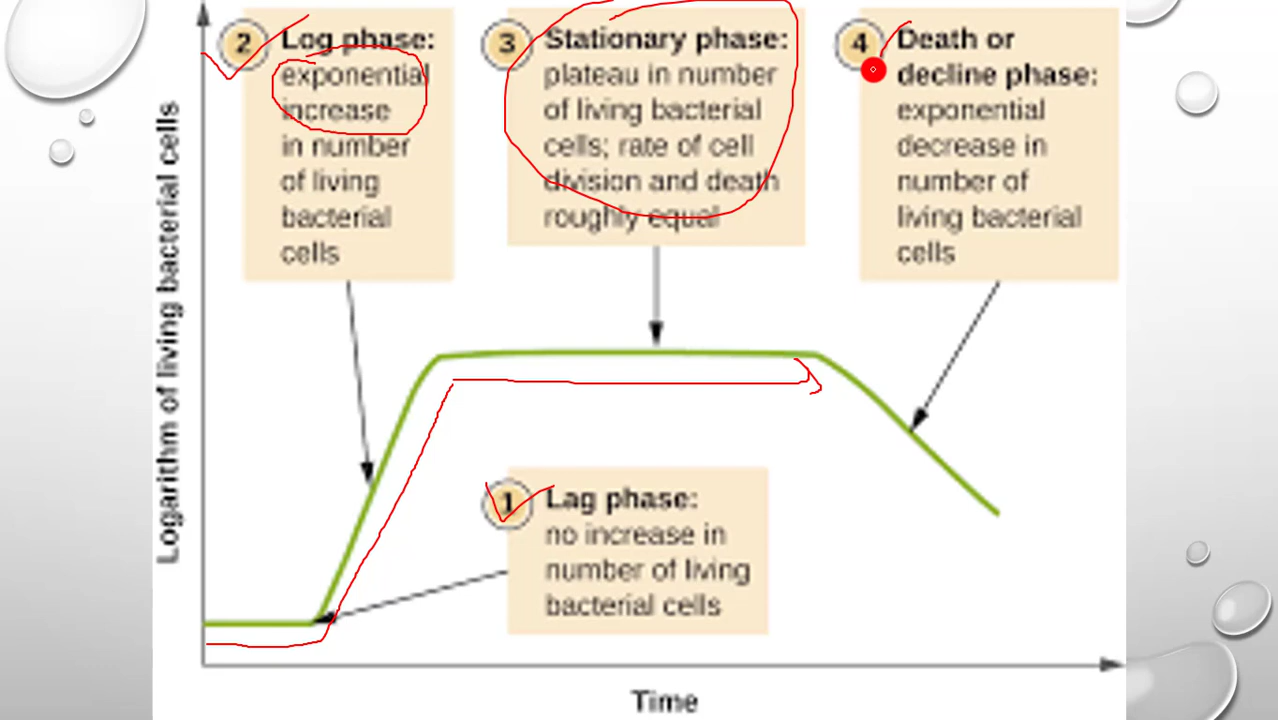 2
Log phase:
exponential
increase
in number
of living
bacterial
cells
3
Stationary phase:
plateau in number
of living bacterial
cells; rate of cell
division and death
roughly equal
4
Death or
decline phase:
exponential
decrease in
number of
living bacterial
cells
Logarithm of living bacterial cells
1
Lag phase:
no increase in
number of living
bacterial cells
Time